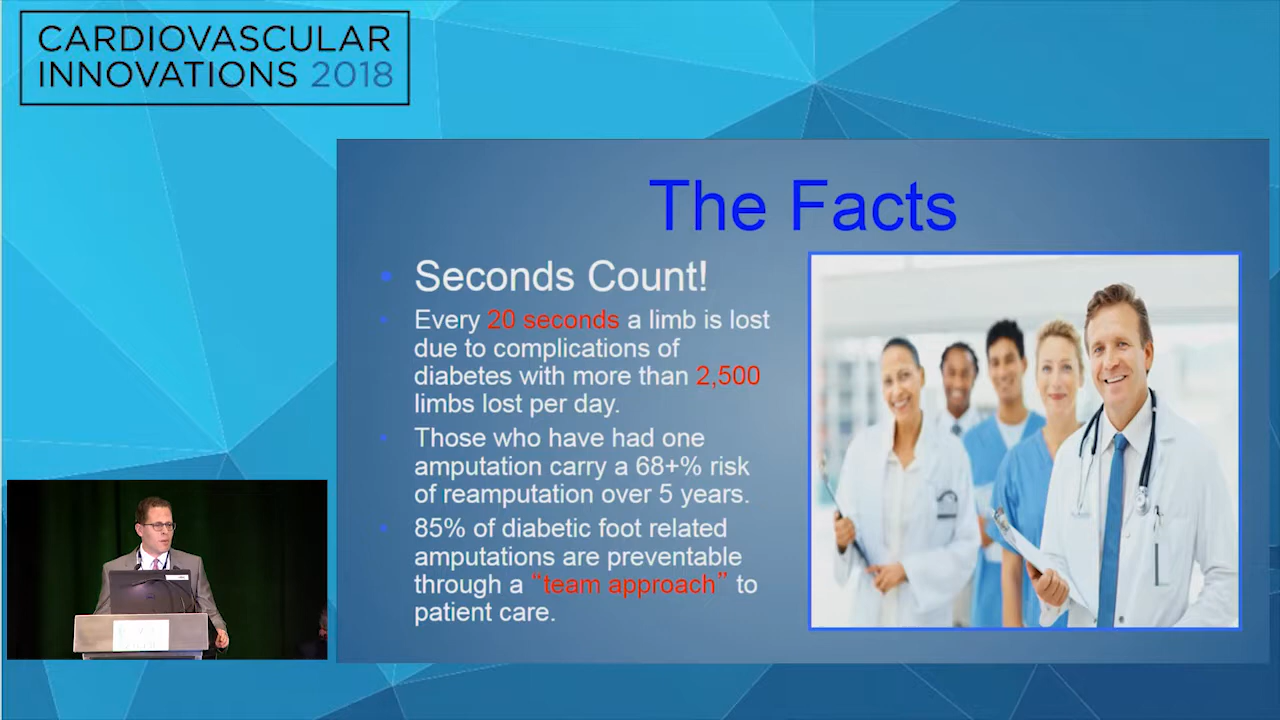 CARDIOVASCULAR
INNOVATIONS 2018
The Facts
• Seconds Count!
• Every 20 seconds a limb is lost
due to complications of
diabetes with more than 2,500
limbs lost per day.
• Those who have had one
amputation carry a 68+% risk
of reamputation over 5 years.
• 85% of diabetic foot related
amputations are preventable
through a “team approach” to
patient care.